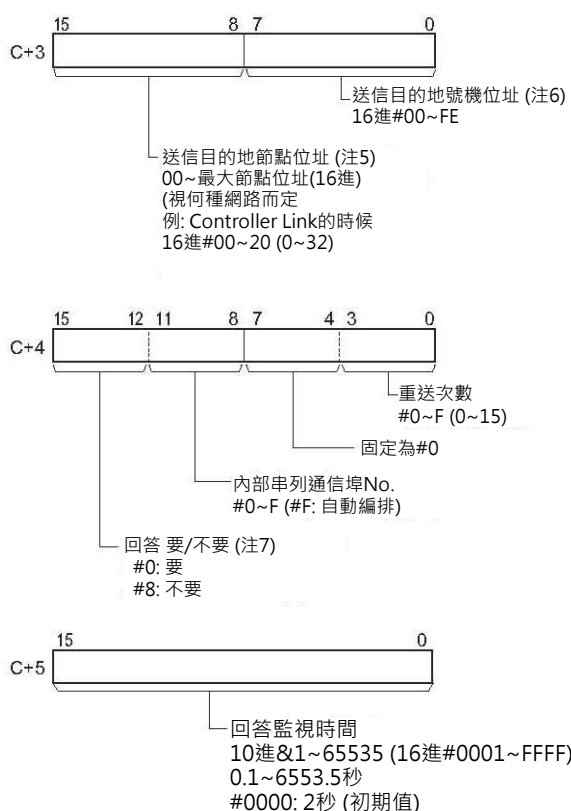 15 8 7 0
C+3
送信目的地號機位址 (注6)
16進#00~FE
送信目的地節點位址 (注5)
00~最大節點位址(16進)
(視何種網路而定
例: Controller Link的時候
16進#00~20 (0~32)
15 12 11 8 7 4 3 0
C+4
重送次數
#0~F (0~15)
固定為#0
內部串列通信埠No.
#0~F (#F: 自動編排)
回答 要/不要 (注7)
#0: 要
#8: 不要
15 0
C+5
回答監視時間
10進&1~65535 (16進#0001~FFFF)
0.1~6553.5秒
#0000: 2秒 (初期值)